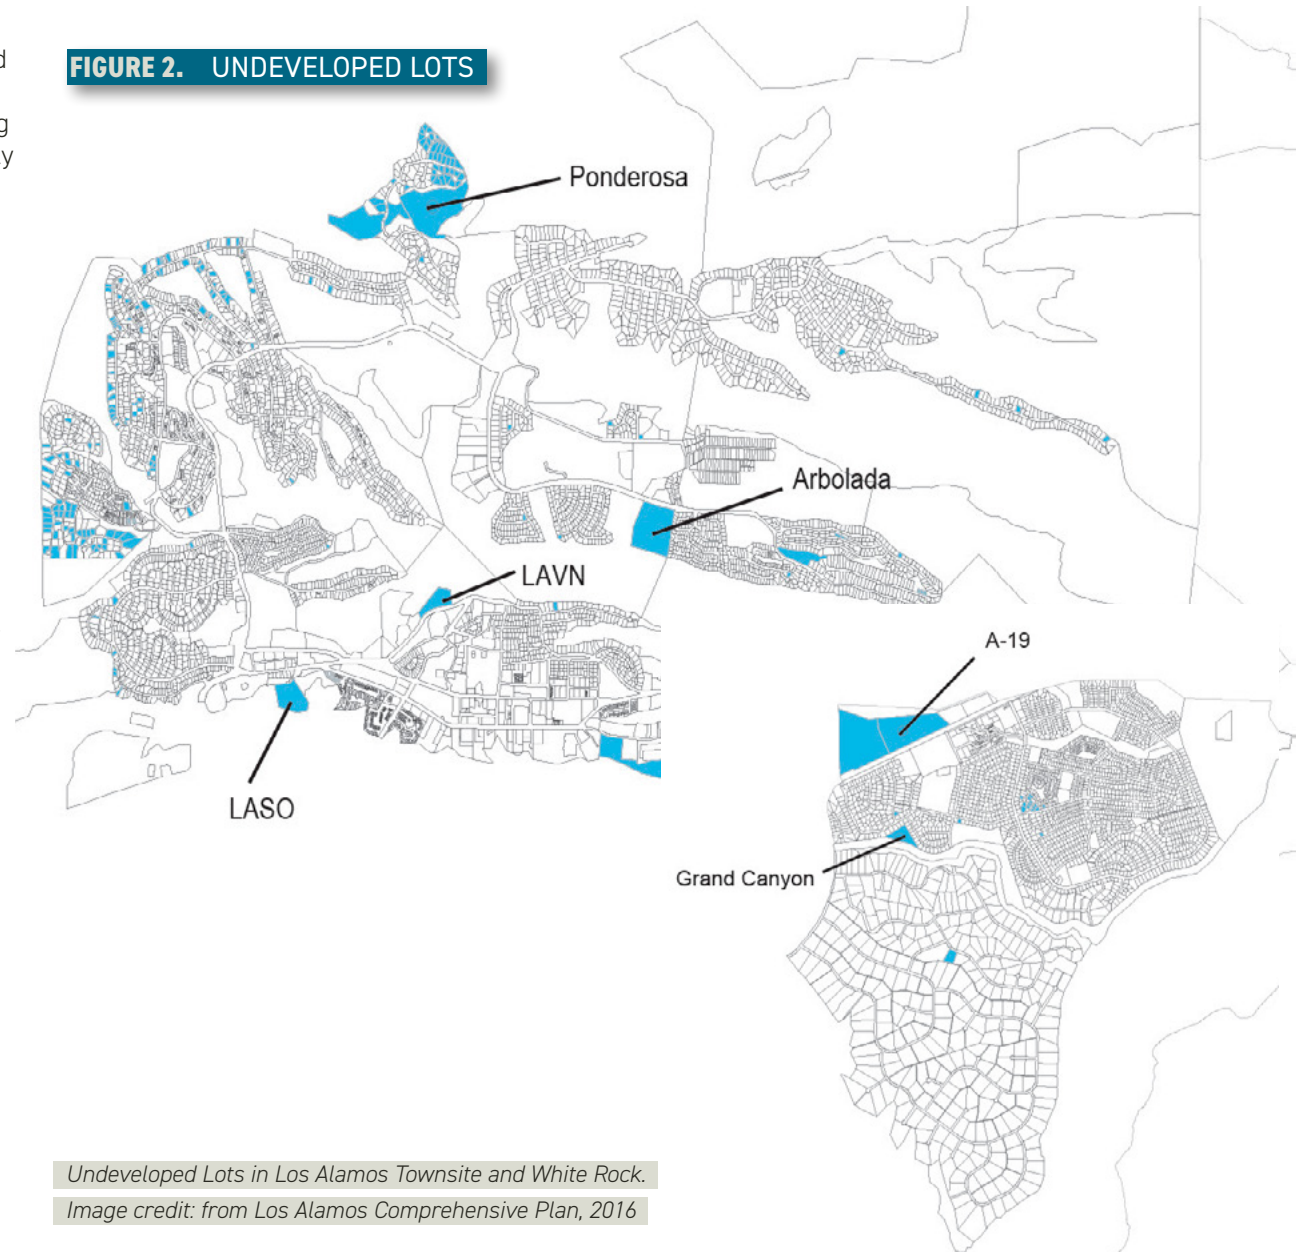 d
g
y
FIGURE 2. UNDEVELOPED LOTS
Ponderosa
Arbolada
LAVN
A-19
LASO
Grand Canyon
Undeveloped Lots in Los Alamos Townsite and White Rock.
Image credit: from Los Alamos Comprehensive Plan, 2016